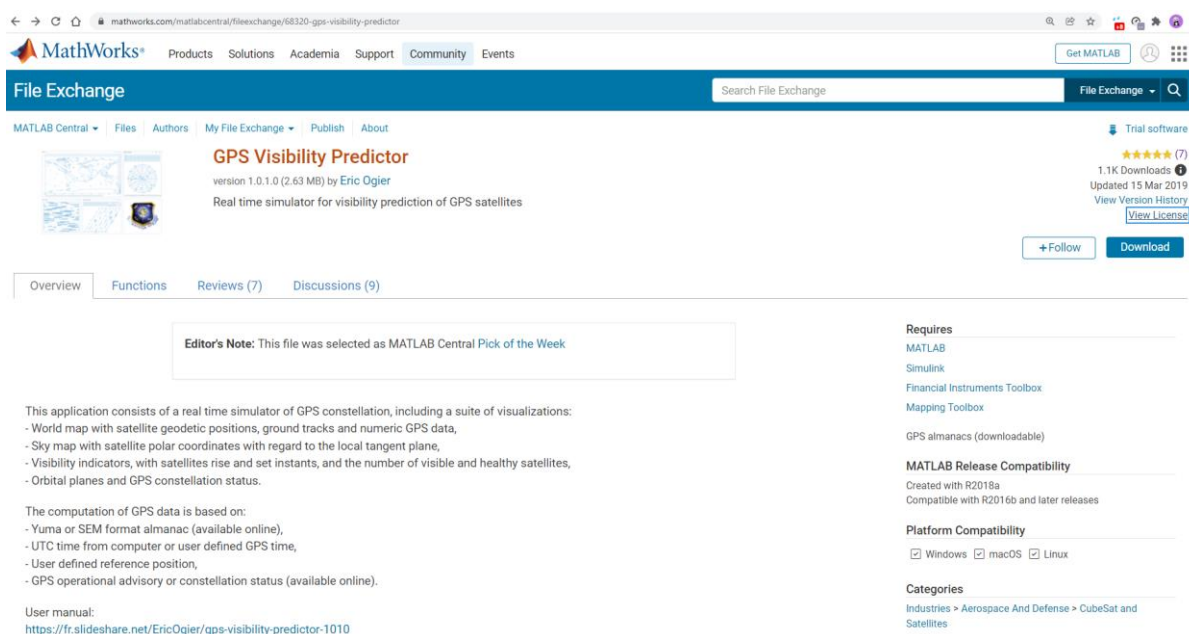 mathworks.com/matlabcentral/fileexchange/68320-gps-visibility-predictor
MathWorks®
Products Solutions Academia Support Community Events
Get MATLAB
File Exchange
Search File Exchange
File Exchange
MATLAB Central Files Authors My File Exchange Publish About
Trial software
GPS Visibility Predictor
version 1.0.1.0 (2.63 MB) by Eric Ogier
Real time simulator for visibility prediction of GPS satellites
(7)
1.1K Downloads
Updated 15 Mar 2019
View Version History
View License
+Follow
Download
Overview Functions Reviews (7) Discussions (9)
Editor's Note: This file was selected as MATLAB Central Pick of the Week
This application consists of a real time simulator of GPS constellation, including a suite of visualizations:
- World map with satellite geodetic positions, ground tracks and numeric GPS data,
- Sky map with satellite polar coordinates with regard to the local tangent plane,
- Visibility indicators, with satellites rise and set instants, and the number of visible and healthy satellites,
- Orbital planes and GPS constellation status.
The computation of GPS data is based on:
- Yuma or SEM format almanac (available online),
- UTC time from computer or user defined GPS time,
- User defined reference position,
- GPS operational advisory or constellation status (available online).
User manual:
https://fr.slideshare.net/EricOgier/gps-visibility-predictor-1010
Requires
MATLAB
Simulink
Financial Instruments Toolbox
Mapping Toolbox
GPS almanacs (downloadable)
MATLAB Release Compatibility
Created with R2018a
Compatible with R2016b and later releases
Platform Compatibility
Windows macOS Linux
Categories
Industries > Aerospace And Defense > CubeSat and
Satellites